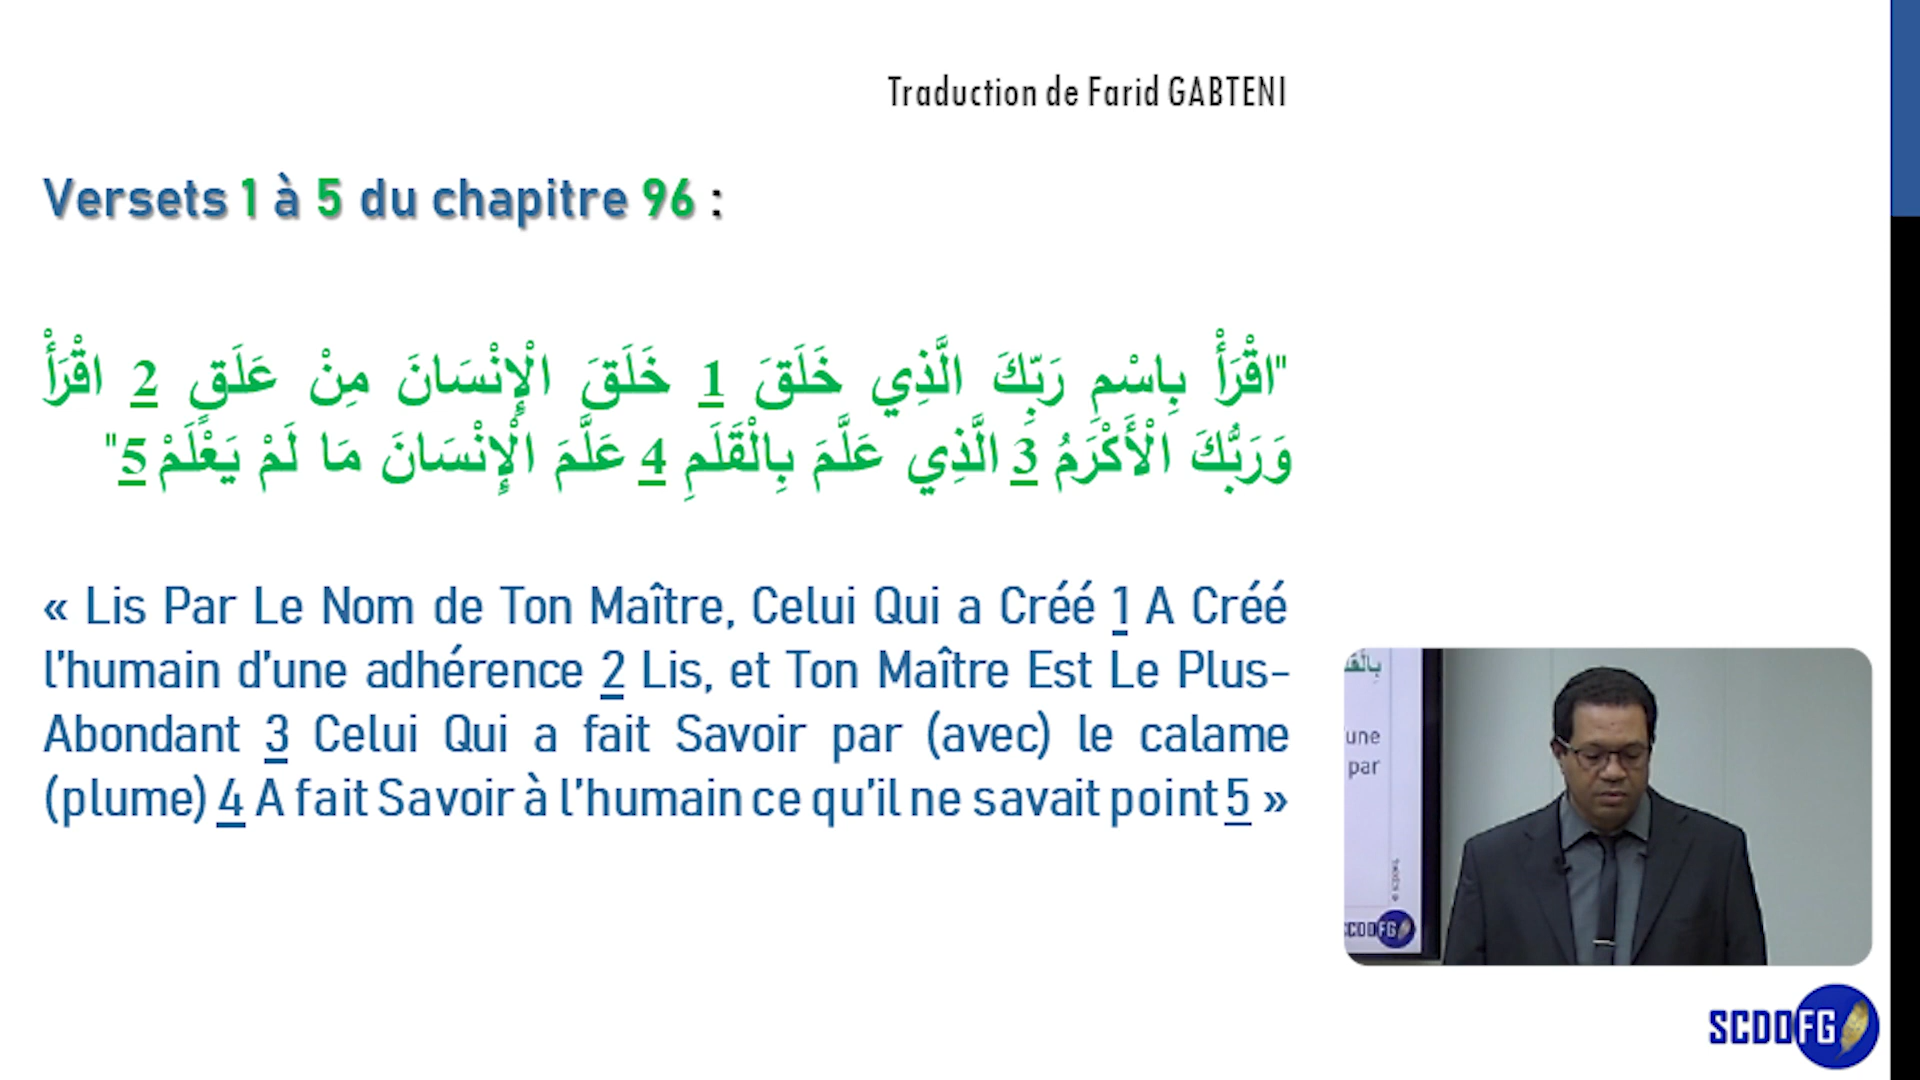 Traduction de Farid GABTENI
Versets 1 à 5 du chapitre 96 :
"اقْرَأْ بِاسْمِ رَبِّكَ الَّذِي خَلَقَ 1 خَلَقَ الْإِنْسَانَ مِنْ عَلَقٍ 2 اقْرَأْ
وَرَبُّكَ الْأَكْرَمُ 3 الَّذِي عَلَّمَ بِالْقَلَمِ 4 عَلَّمَ الْإِنْسَانَ مَا لَمْ يَعْلَمْ 5"
« Lis Par Le Nom de Ton Maître, Celui Qui a Créé 1 A Créé
l'humain d'une adhérence 2 Lis, et Ton Maître Est Le Plus-
Abondant 3 Celui Qui a fait Savoir par (avec) le calame
(plume) 4 A fait Savoir à l'humain ce qu'il ne savait point 5 »
une
par
SCDOFG
SCDOFG